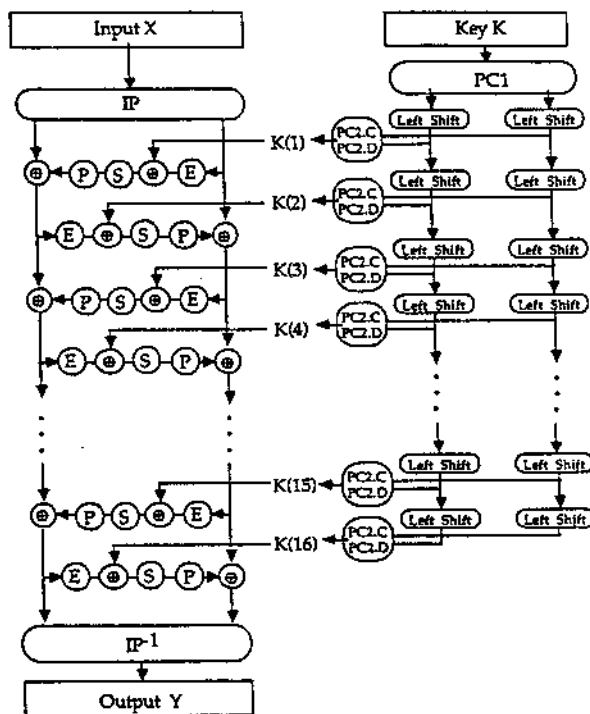 Input X
Key K
IP
PC1
Left Shift Left Shift
K(1) PC2.C
PC2.D
⊕ P S ⊕ E
Left Shift Left Shift
K(2) PC2.C
PC2.D
E ⊕ S P ⊕
Left Shift Left Shift
K(3) PC2.C
PC2.D
⊕ P S ⊕ E
Left Shift Left Shift
K(4) PC2.C
PC2.D
E ⊕ S P ⊕
Left Shift Left Shift
K(15) PC2.C
PC2.D
⊕ P S ⊕ E
Left Shift Left Shift
K(16) PC2.C
PC2.D
E ⊕ S P ⊕
IP-1
Output Y